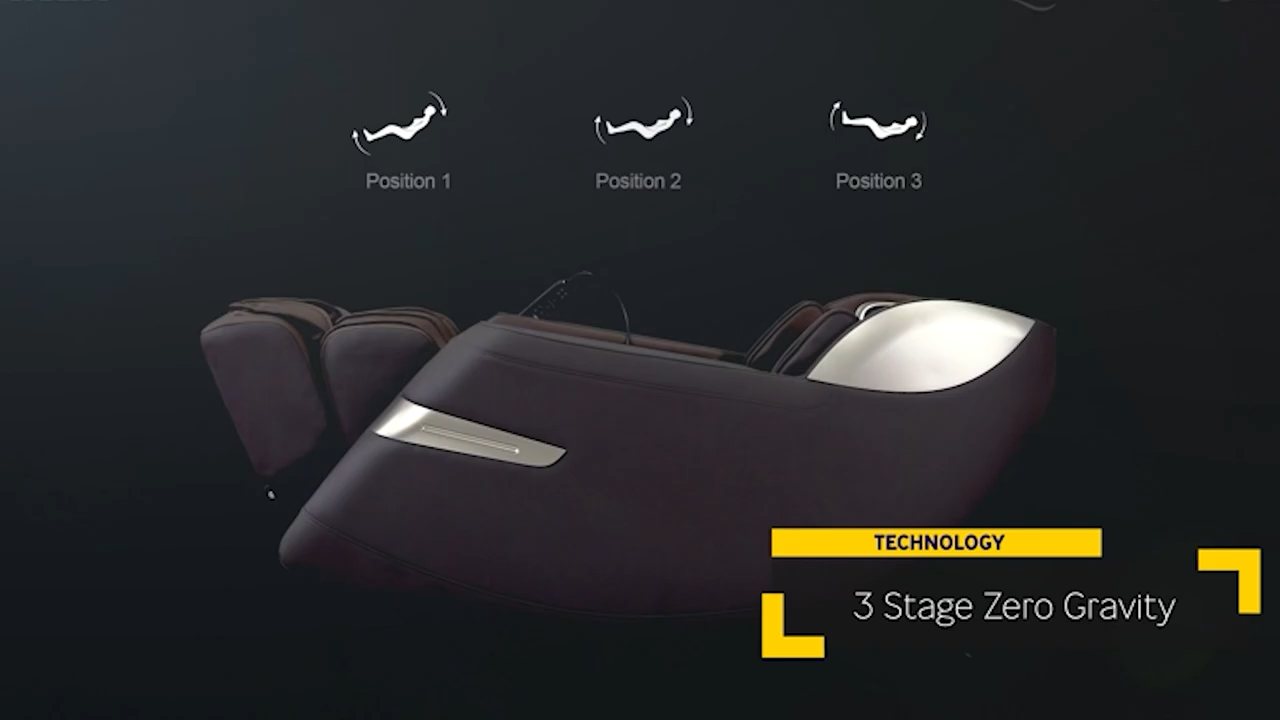 Position 1
Position 2
Position 3
TECHNOLOGY
3 Stage Zero Gravity